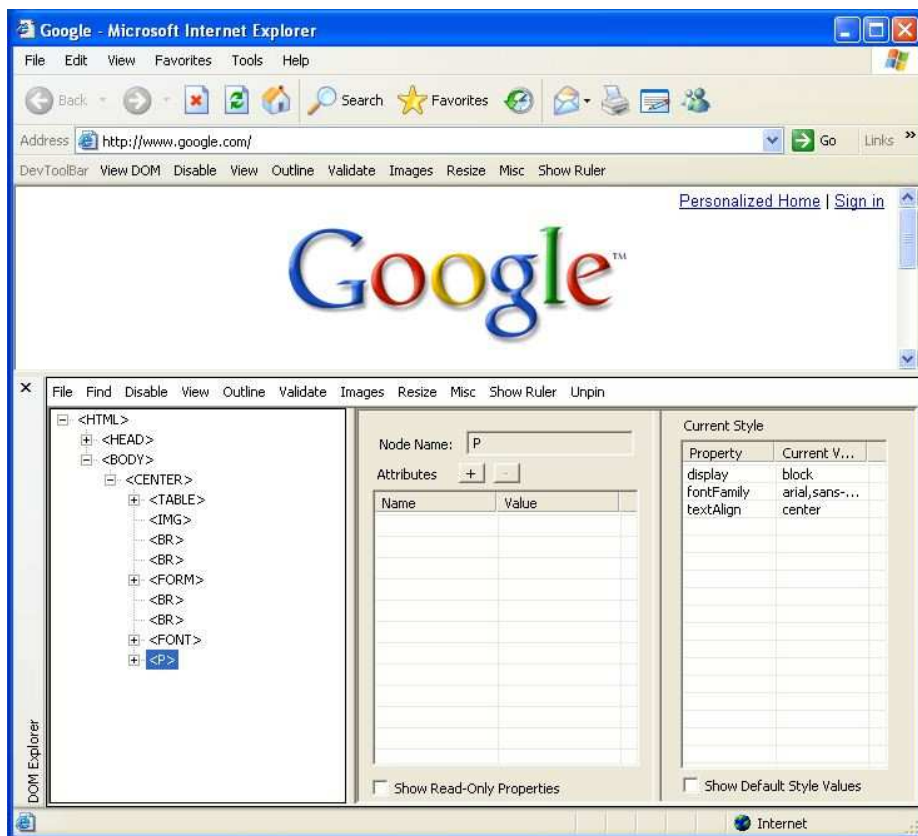 Google - Microsoft Internet Explorer
File Edit View Favorites Tools Help
Back Search Favorites
Address http://www.google.com/ Go Links »
DevToolBar View DOM Disable View Outline Validate Images Resize Misc Show Ruler
Personalized Home | Sign in
Google™
File Find Disable View Outline Validate Images Resize Misc Show Ruler Unpin
DOM Explorer
<HTML>
<HEAD>
<BODY>
<CENTER>
<TABLE>
<IMG>
<BR>
<BR>
<FORM>
<BR>
<BR>
<FONT>
<P>
Node Name: P
Attributes + -
Name Value
Show Read-Only Properties
Current Style
Property Current V...
display block
fontFamily arial,sans-...
textAlign center
Show Default Style Values
Internet